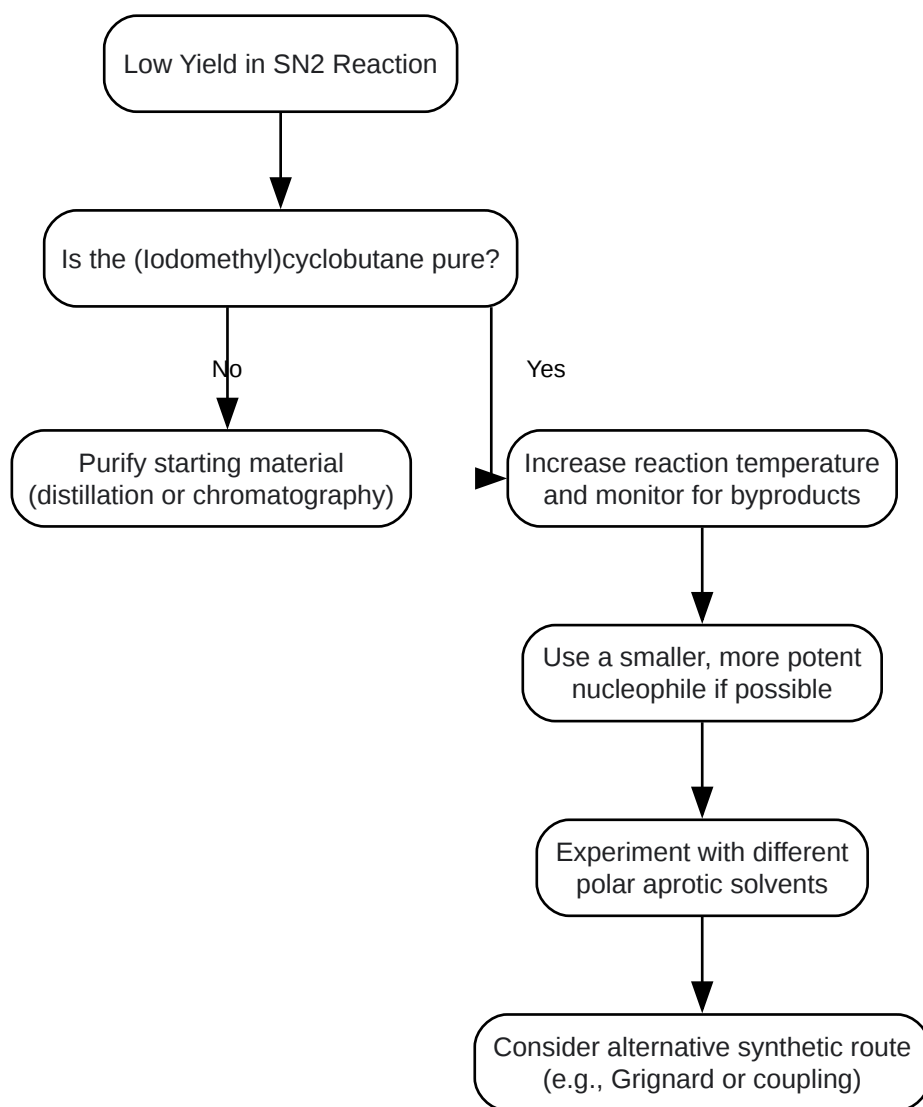 Low Yield in SN2 Reaction
Is the (Iodomethyl)cyclobutane pure?
No
Yes
Purify starting material
(distillation or chromatography)
Increase reaction temperature
and monitor for byproducts
Use a smaller, more potent
nucleophile if possible
Experiment with different
polar aprotic solvents
Consider alternative synthetic route
(e.g., Grignard or coupling)